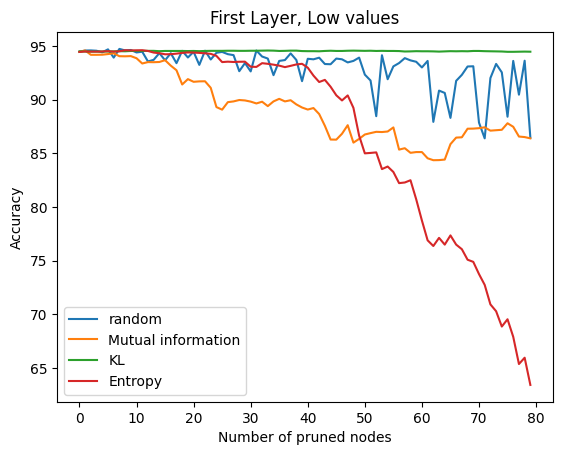 First Layer, Low values
Accuracy
95
90
85
80
75
70
65
random
Mutual information
KL
Entropy
0 10 20 30 40 50 60 70 80
Number of pruned nodes